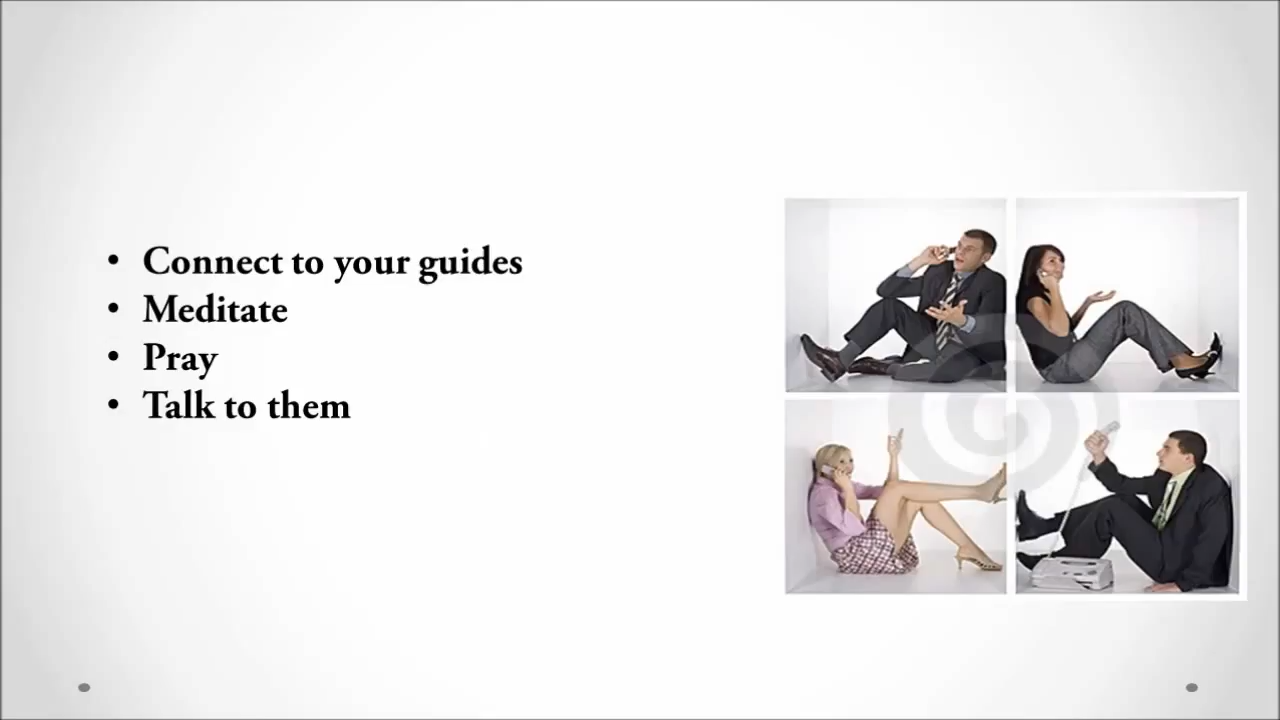 • Connect to your guides
• Meditate
• Pray
• Talk to them